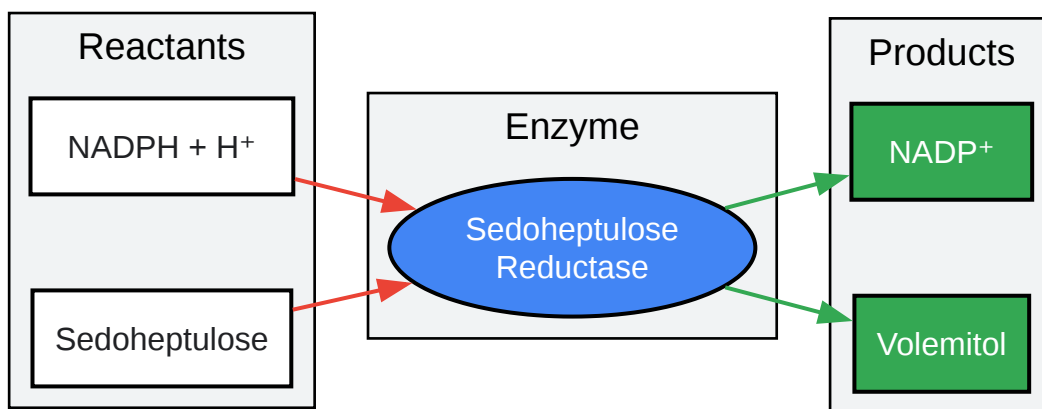 Reactants
NADPH + H⁺
Sedoheptulose
Enzyme
Sedoheptulose
Reductase
Products
NADP⁺
Volemitol